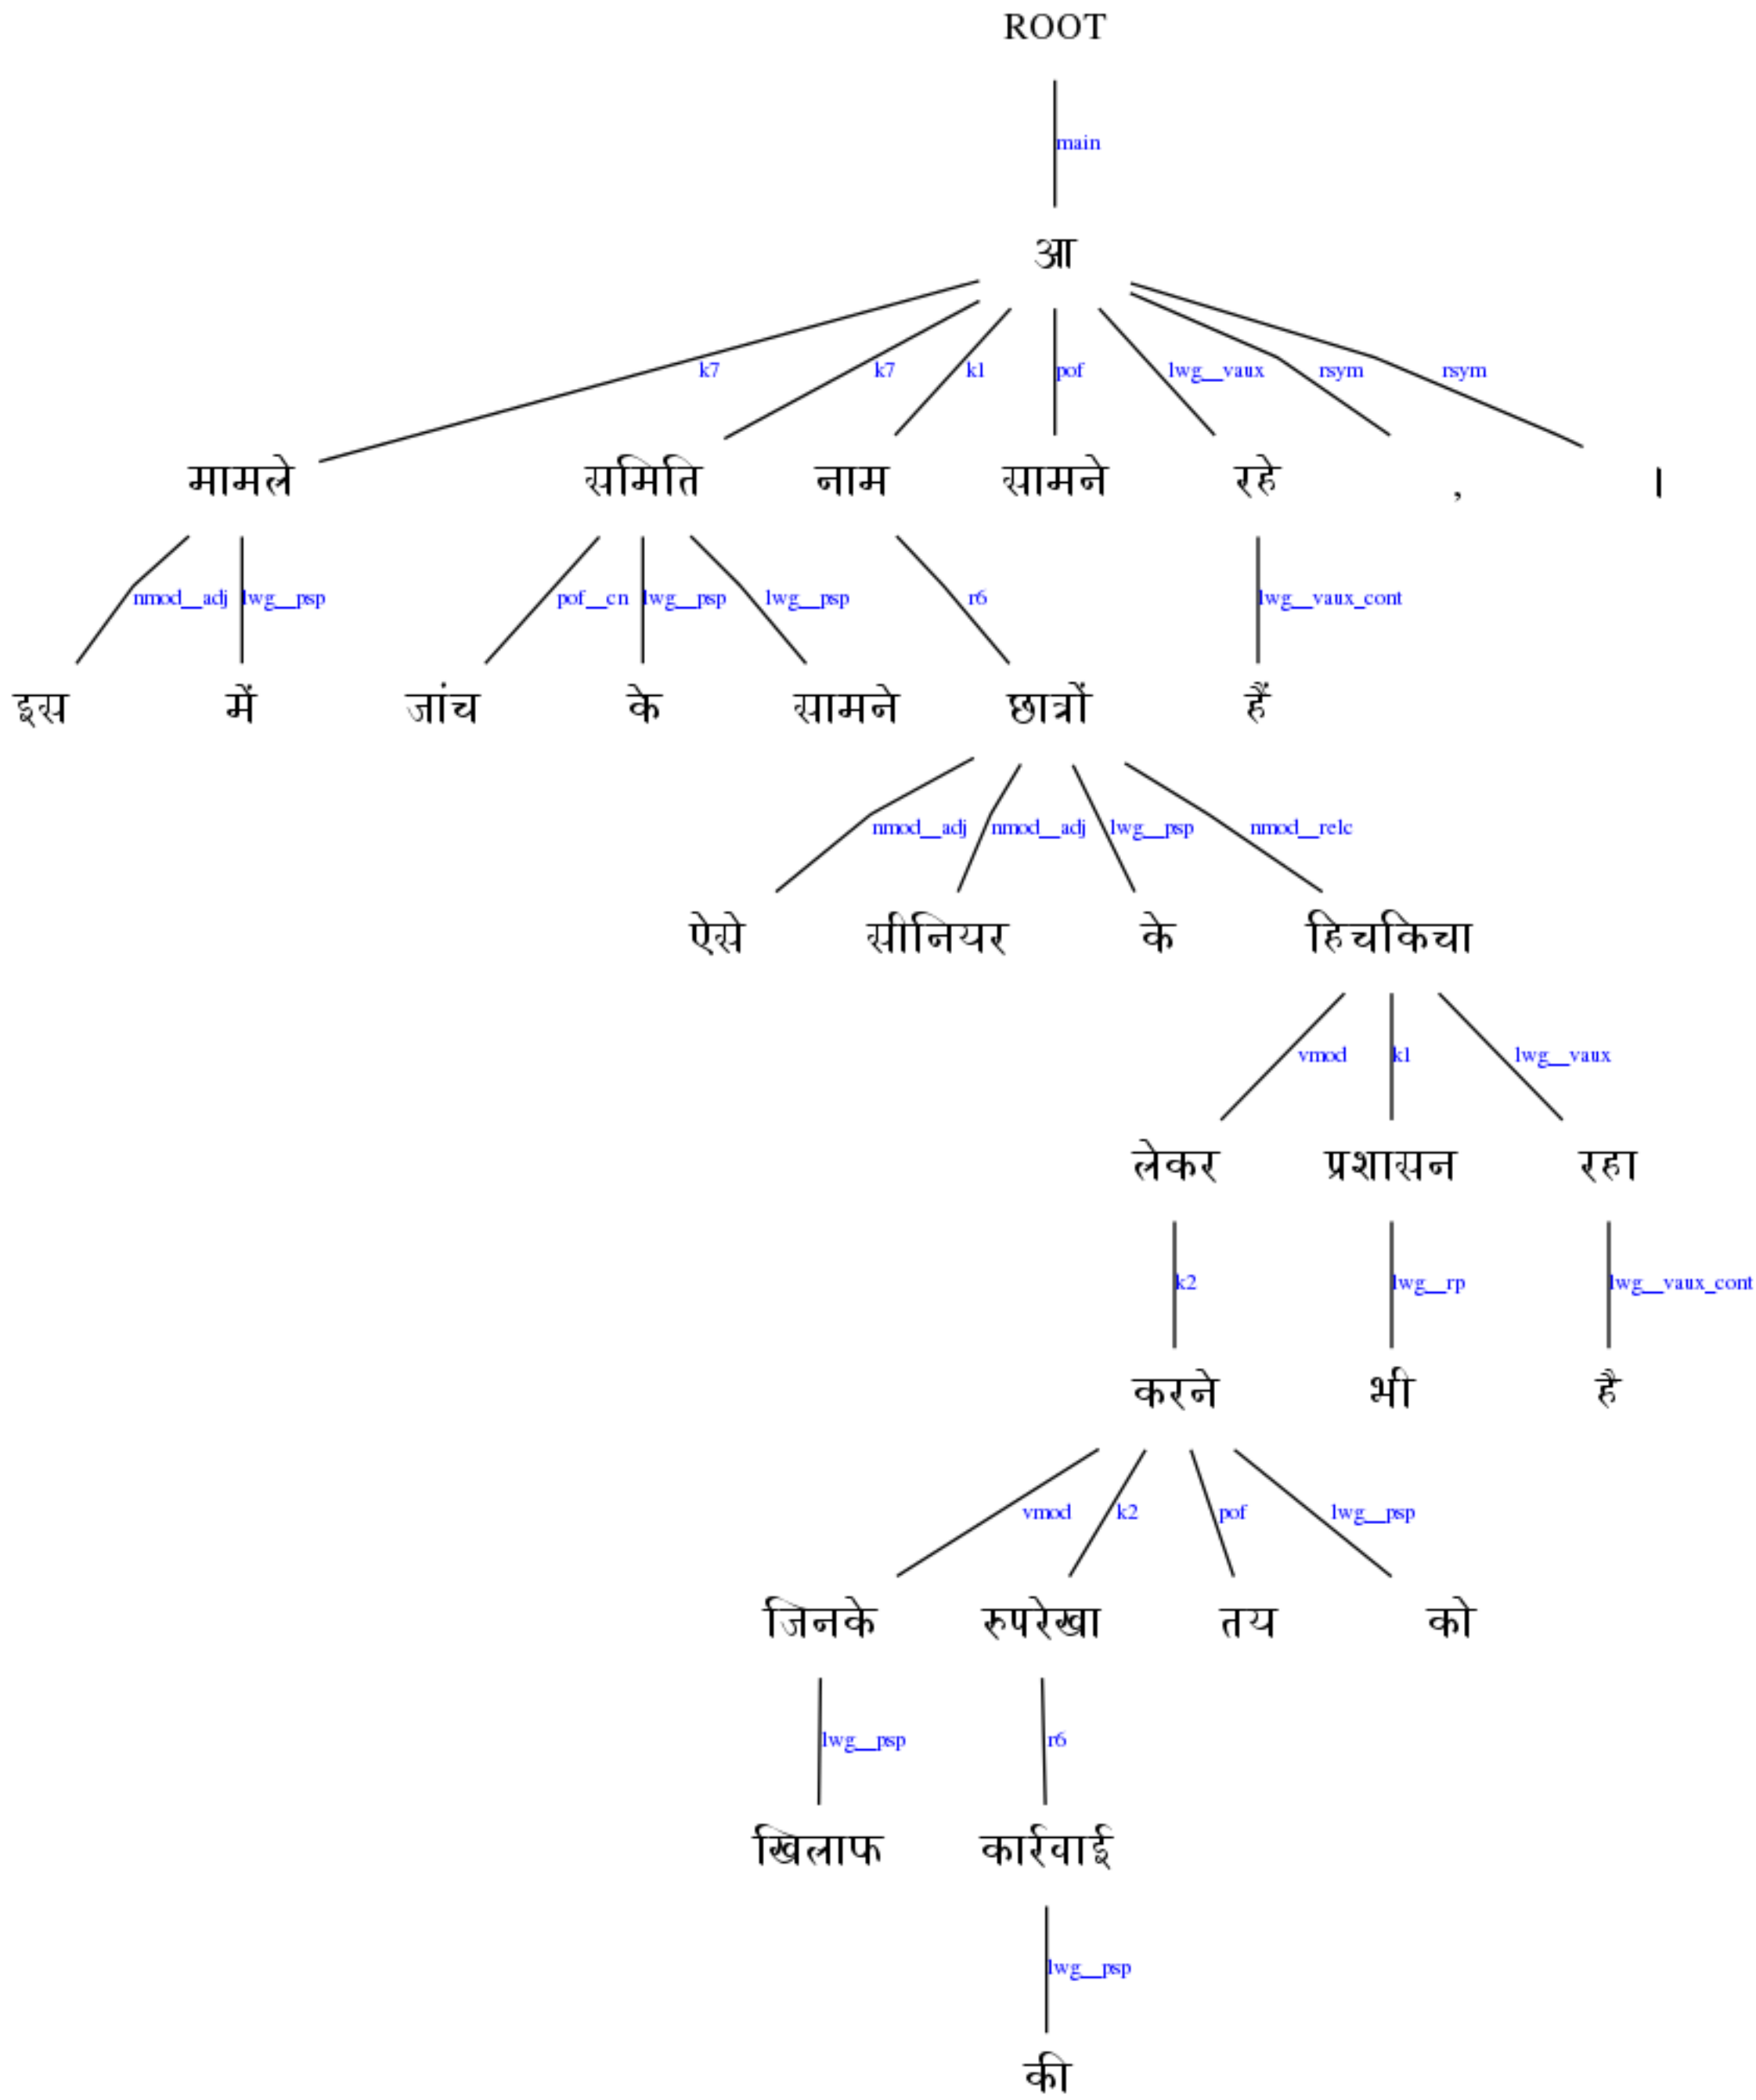 ROOT
main
आ
k7 k7 k1 pof lwg__vaux rsym rsym
मामले समिति नाम सामने रहे , ।
nmod__adj lwg__psp pof__cn lwg__psp lwg__psp r6 lwg__vaux_cont
इस में जांच के सामने छात्रों हैं
nmod__adj nmod__adj lwg__psp nmod__relc
ऐसे सीनियर के हिचकिचा
vmod k1 lwg__vaux
लेकर प्रशासन रहा
k2 lwg__rp lwg__vaux_cont
करने भी है
vmod k2 pof lwg__psp
जिनके रुपरेखा तय को
lwg__psp r6
खिलाफ कार्रवाई
lwg__psp
की